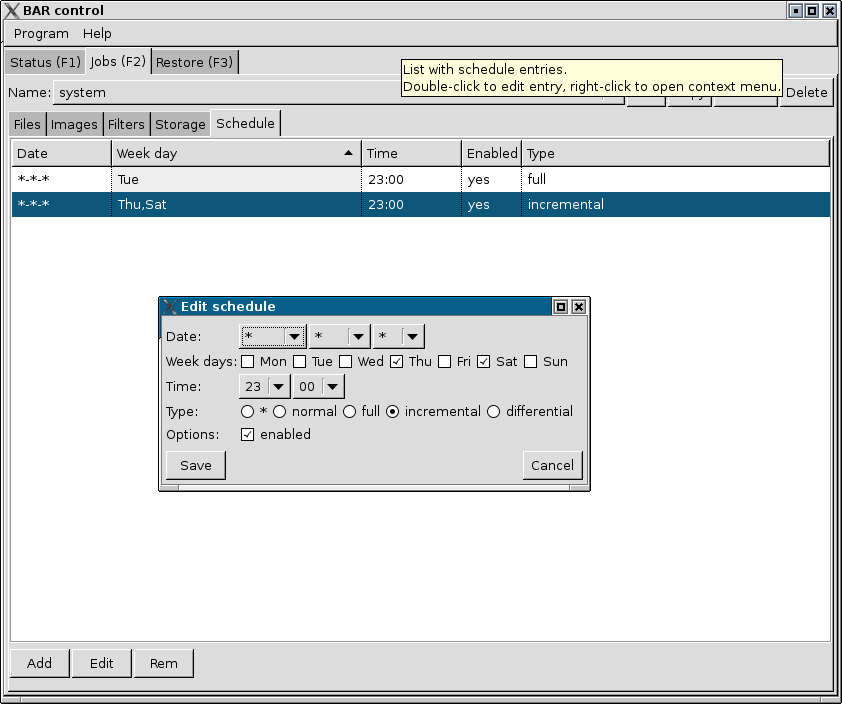 BAR control
Program Help
Status (F1) Jobs (F2) Restore (F3)
List with schedule entries.
Double-click to edit entry, right-click to open context menu.
Name: system Delete
Files Images Filters Storage Schedule
Date Week day Time Enabled Type
*-*-* Tue 23:00 yes full
*-*-* Thu,Sat 23:00 yes incremental
Edit schedule
Date: * * *
Week days: Mon Tue Wed Thu Fri Sat Sun
Time: 23 00
Type: * normal full incremental differential
Options: enabled
Save Cancel
Add Edit Rem